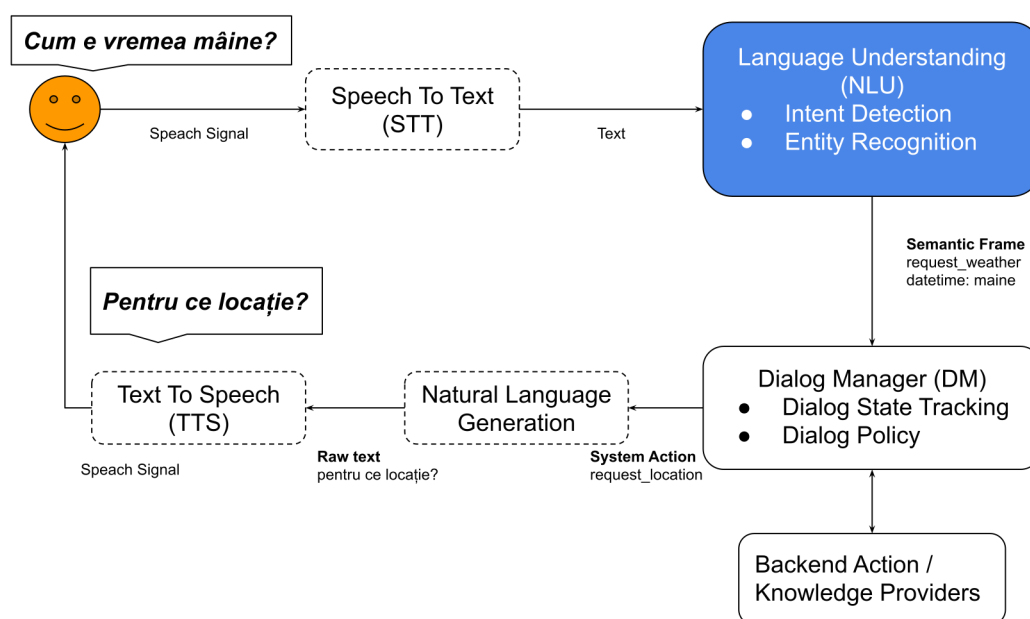 Cum e vremea mâine?
Speech To Text
(STT)
Language Understanding
(NLU)
● Intent Detection
● Entity Recognition
Speach Signal
Text
Semantic Frame
request_weather
datetime: maine
Pentru ce locație?
Text To Speech
(TTS)
Natural Language
Generation
Dialog Manager (DM)
● Dialog State Tracking
● Dialog Policy
Speach Signal
Raw text
pentru ce locație?
System Action
request_location
Backend Action /
Knowledge Providers